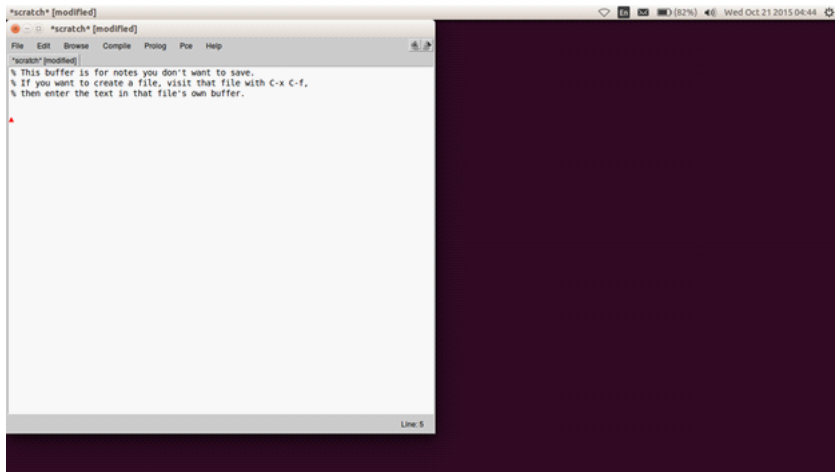 *scratch* [modified]
En (82%) Wed Oct 21 2015 04:44
*scratch* [modified]
File Edit Browse Compile Prolog Pce Help
*scratch* [modified]
% This buffer is for notes you don't want to save.
% If you want to create a file, visit that file with C-x C-f,
% then enter the text in that file's own buffer.
Line: 5